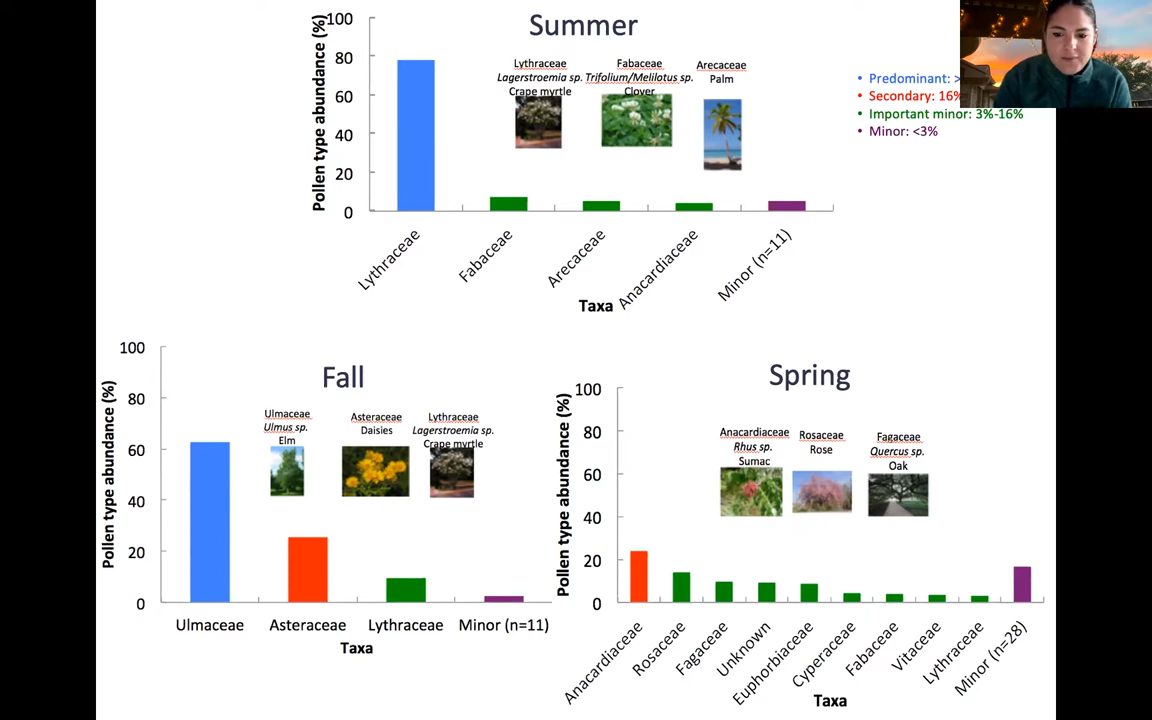 Summer
Pollen type abundance (%)
100
80
60
40
20
0
Lythraceae
Lagerstroemia sp.
Crape myrtle
Fabaceae
Trifolium/Melilotus sp.
Clover
Arecaceae
Palm
• Predominant: >
• Secondary: 16%
• Important minor: 3%-16%
• Minor: <3%
Lythraceae
Fabaceae
Arecaceae
Anacardiaceae
Minor (n=11)
Taxa
Fall
Pollen type abundance (%)
100
80
60
40
20
0
Ulmaceae
Ulmus sp.
Elm
Asteraceae
Daisies
Lythraceae
Lagerstroemia sp.
Crape myrtle
Ulmaceae
Asteraceae
Lythraceae
Minor (n=11)
Taxa
Spring
Pollen type abundance (%)
100
80
60
40
20
0
Anacardiaceae
Rhus sp.
Sumac
Rosaceae
Rose
Fagaceae
Quercus sp.
Oak
Anacardiaceae
Rosaceae
Fagaceae
Unknown
Euphorbiaceae
Cyperaceae
Fabaceae
Vitaceae
Lythraceae
Minor (n=28)
Taxa